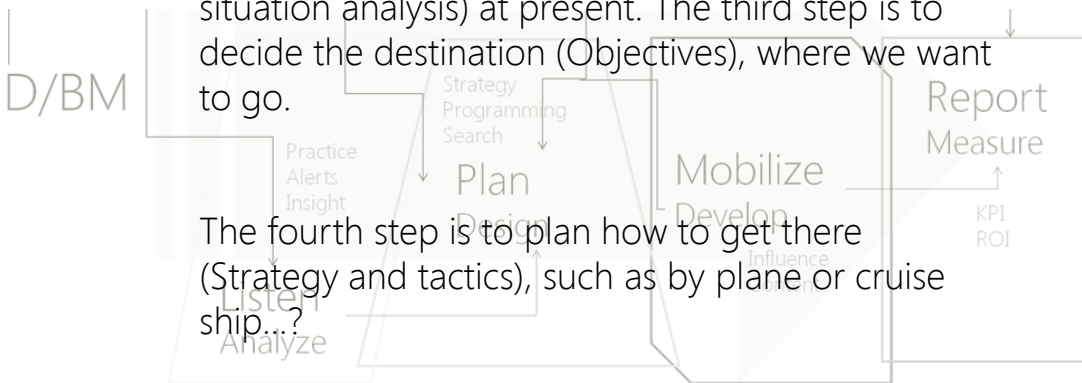 situation analysis) at present. The third step is to
decide the destination (Objectives), where we want
to go.
The fourth step is to plan how to get there
(Strategy and tactics), such as by plane or cruise
ship...?
D/BM
Strategy
Programming
Search
Practice
Alerts
Insight
Plan
Design
Listen
Analyze
Mobilize
Develop
Influence
Report
Measure
KPI
ROI